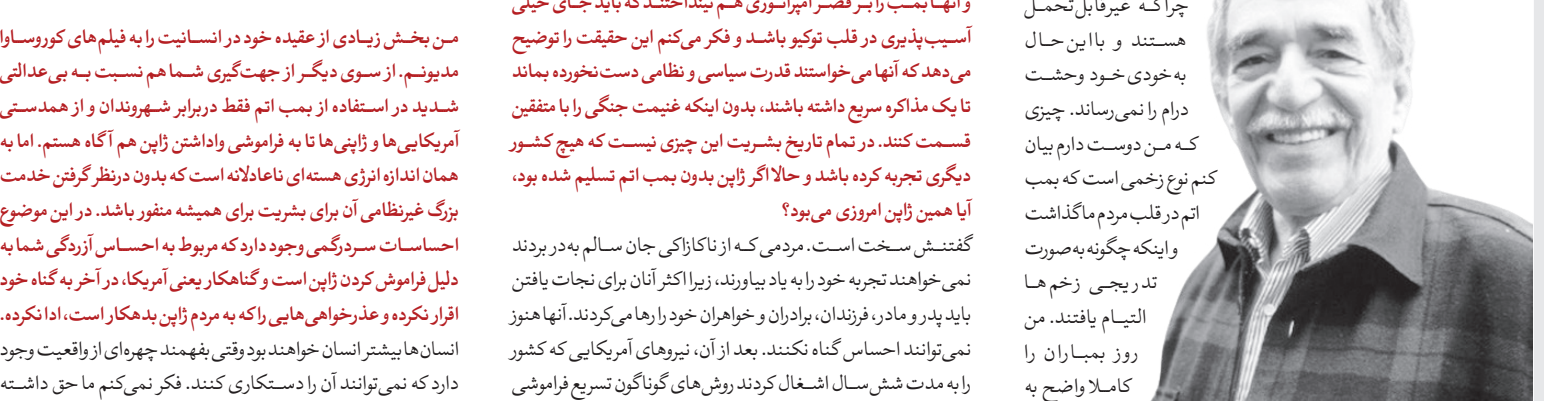 چراکه غیرقابل‌تحمل
هستند و بااین‌حال
به‌خودی‌خود وحشت
درام را نمی‌رساند. چیزی
که من دوست دارم بیان
کنم نوع زخمی است که بمب
اتم در قلب مردم ما گذاشت
و اینکه چگونه به‌صورت
تدریجی زخم‌ها
التیام یافتند. من
روز بمباران را
کاملا واضح به
و آنها بمب را بر قصر امپراتوری هم نینداختند که باید جای خیلی
آسیب‌پذیری در قلب توکیو باشد و فکر می‌کنم این حقیقت را توضیح
می‌دهد که آنها می‌خواستند قدرت سیاسی و نظامی دست‌نخورده بماند
تا یک مذاکره سریع داشته باشند، بدون اینکه غنیمت جنگی را با متفقین
قسمت کنند. در تمام تاریخ بشریت این چیزی نیست که هیچ کشور
دیگری تجربه کرده باشد و حالا اگر ژاپن بدون بمب اتم تسلیم شده بود،
آیا همین ژاپن امروزی می‌بود؟
گفتنش سخت است. مردمی که از ناکازاکی جان سالم به‌در بردند
نمی‌خواهند تجربه خود را به یاد بیاورند، زیرا اکثر آنان برای نجات یافتن
باید پدر و مادر، فرزندان، برادران و خواهران خود را رها می‌کردند. آنها هنوز
نمی‌توانند احساس گناه نکنند. بعد از آن، نیروهای آمریکایی که کشور
را به مدت شش سال اشغال کردند روش‌های گوناگون تسریع فراموشی
من بخش زیادی از عقیده خود در انسانیت را به فیلم‌های کوروساوا
مدیونم. از سوی دیگر از جهت‌گیری شما هم نسبت به بی‌عدالتی
شدید در استفاده از بمب اتم فقط دربرابر شهروندان و از همدستی
آمریکایی‌ها و ژاپنی‌ها تا به فراموشی واداشتن ژاپن هم آگاه هستم. اما به
همان اندازه انرژی هسته‌ای ناعادلانه است که بدون درنظر گرفتن خدمت
بزرگ غیرنظامی آن برای بشریت برای همیشه منفور باشد. در این موضوع
احساسات سردرگمی وجود دارد که مربوط به احساس آزردگی شما به
دلیل فراموش کردن ژاپن است و گناهکار یعنی آمریکا، در آخر به گناه خود
اقرار نکرده و عذرخواهی‌هایی را که به مردم ژاپن بدهکار است، ادا نکرده.
انسان‌ها بیشتر انسان خواهند بود وقتی بفهمند چهره‌ای از واقعیت وجود
دارد که نمی‌توانند آن را دستکاری کنند. فکر نمی‌کنم ما حق داشته